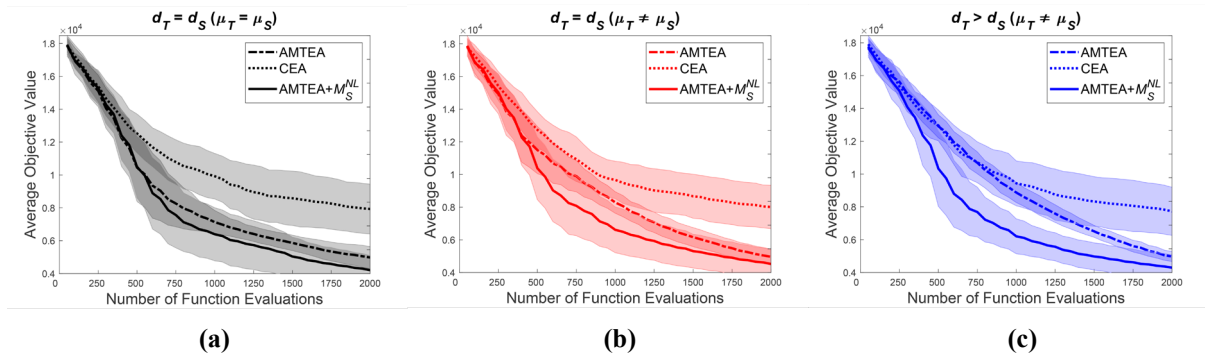 d_T = d_S (μ_T = μ_S)
×10⁴
1.8
1.6
1.4
1.2
1
0.8
0.6
0.4
Average Objective Value
AMTEA
CEA
AMTEA+M_S^NL
0 250 500 750 1000 1250 1500 1750 2000
Number of Function Evaluations
(a)
d_T = d_S (μ_T ≠ μ_S)
×10⁴
1.8
1.6
1.4
1.2
1
0.8
0.6
0.4
Average Objective Value
AMTEA
CEA
AMTEA+M_S^NL
0 250 500 750 1000 1250 1500 1750 2000
Number of Function Evaluations
(b)
d_T > d_S (μ_T ≠ μ_S)
×10⁴
1.8
1.6
1.4
1.2
1
0.8
0.6
0.4
Average Objective Value
AMTEA
CEA
AMTEA+M_S^NL
0 250 500 750 1000 1250 1500 1750 2000
Number of Function Evaluations
(c)